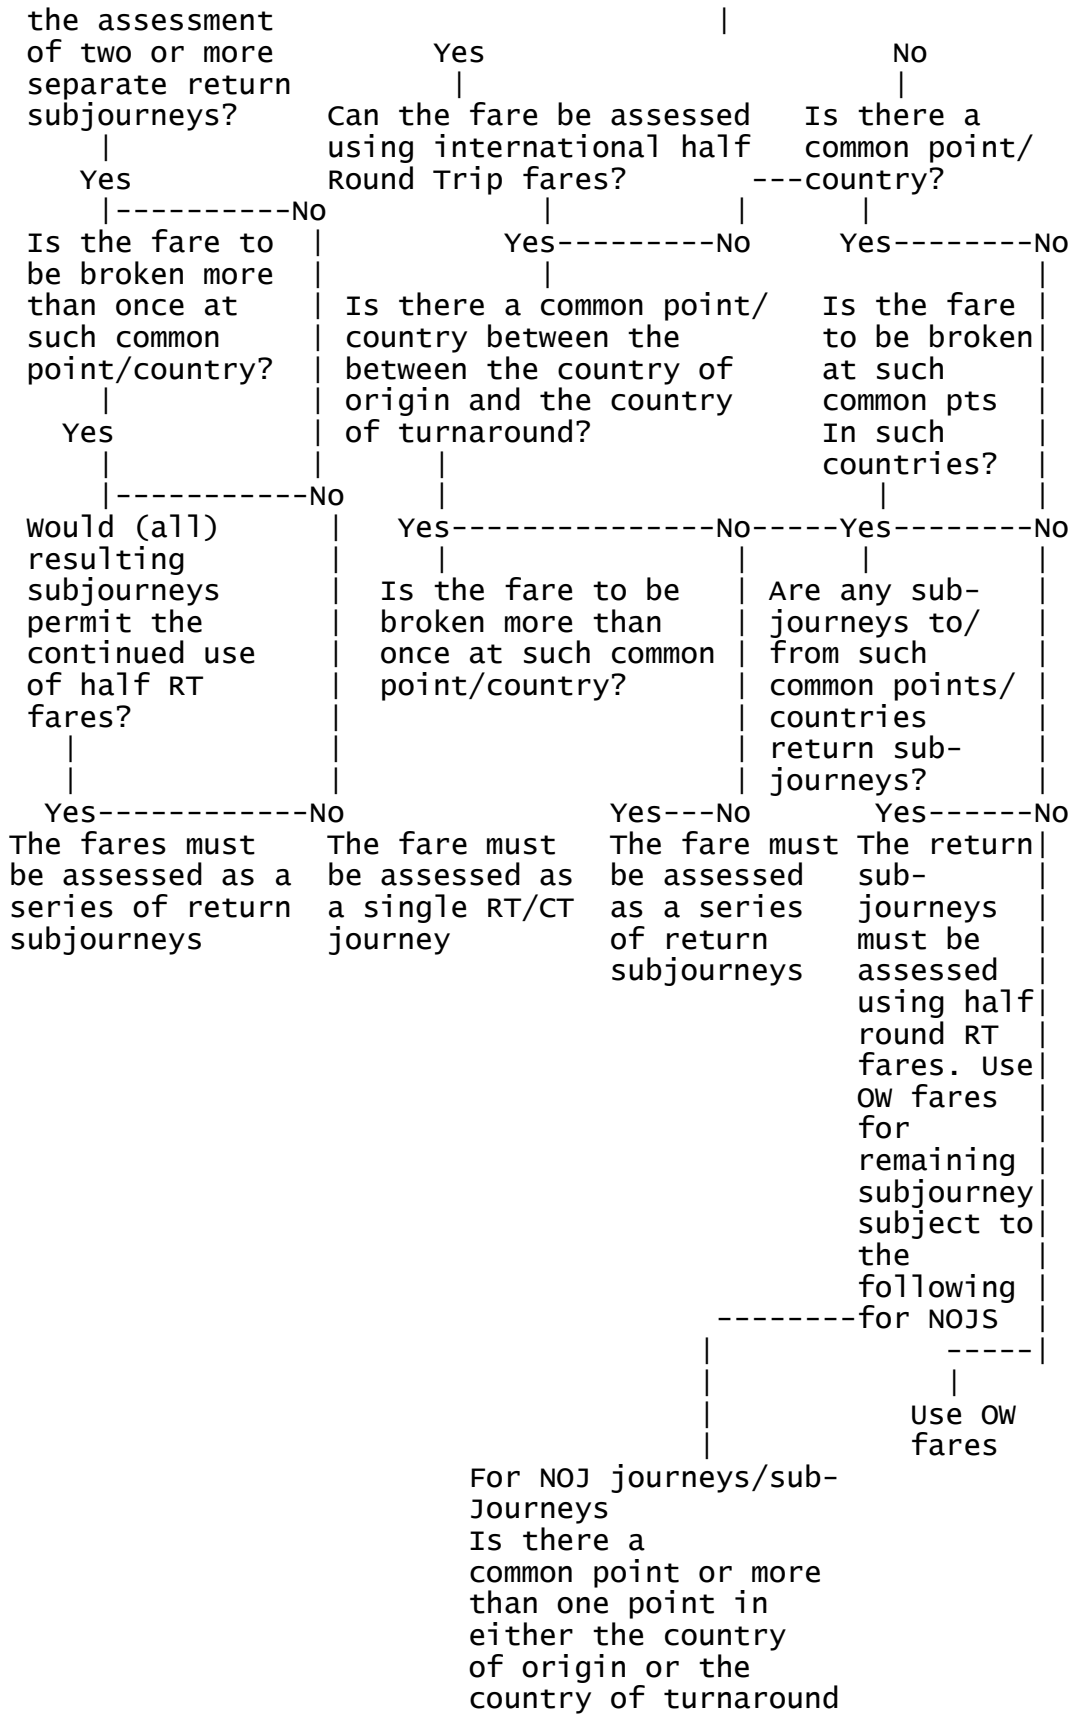 the assessment |
of two or more Yes No
separate return | |
subjourneys? Can the fare be assessed Is there a
| using international half common point/
Yes Round Trip fares? ---country?
|----------No | | |
Is the fare to | Yes---------No Yes--------No
be broken more | | |
than once at | Is there a common point/ Is the fare |
such common | country between the to be broken|
point/country? | between the country of at such |
| | origin and the country common pts |
Yes | of turnaround? In such |
| | | countries? |
|-----------No | | |
Would (all) | Yes---------------No-----Yes--------No
resulting | | | | |
subjourneys | Is the fare to be | Are any sub- |
permit the | broken more than | journeys to/ |
continued use | once at such common | from such |
of half RT | point/country? | common points/ |
fares? | | countries |
| | | return sub- |
| | | journeys? |
Yes------------No Yes---No Yes------No
The fares must The fare must The fare must The return|
be assessed as a be assessed as be assessed sub- |
series of return a single RT/CT as a series journeys |
subjourneys journey of return must be |
subjourneys assessed |
using half|
round RT |
fares. Use|
OW fares |
for |
remaining |
subjourney|
subject to|
the |
following |
--------for NOJS |
| -----|
| |
| Use OW
| fares
For NOJ journeys/sub-
Journeys
Is there a
common point or more
than one point in
either the country
of origin or the
country of turnaround